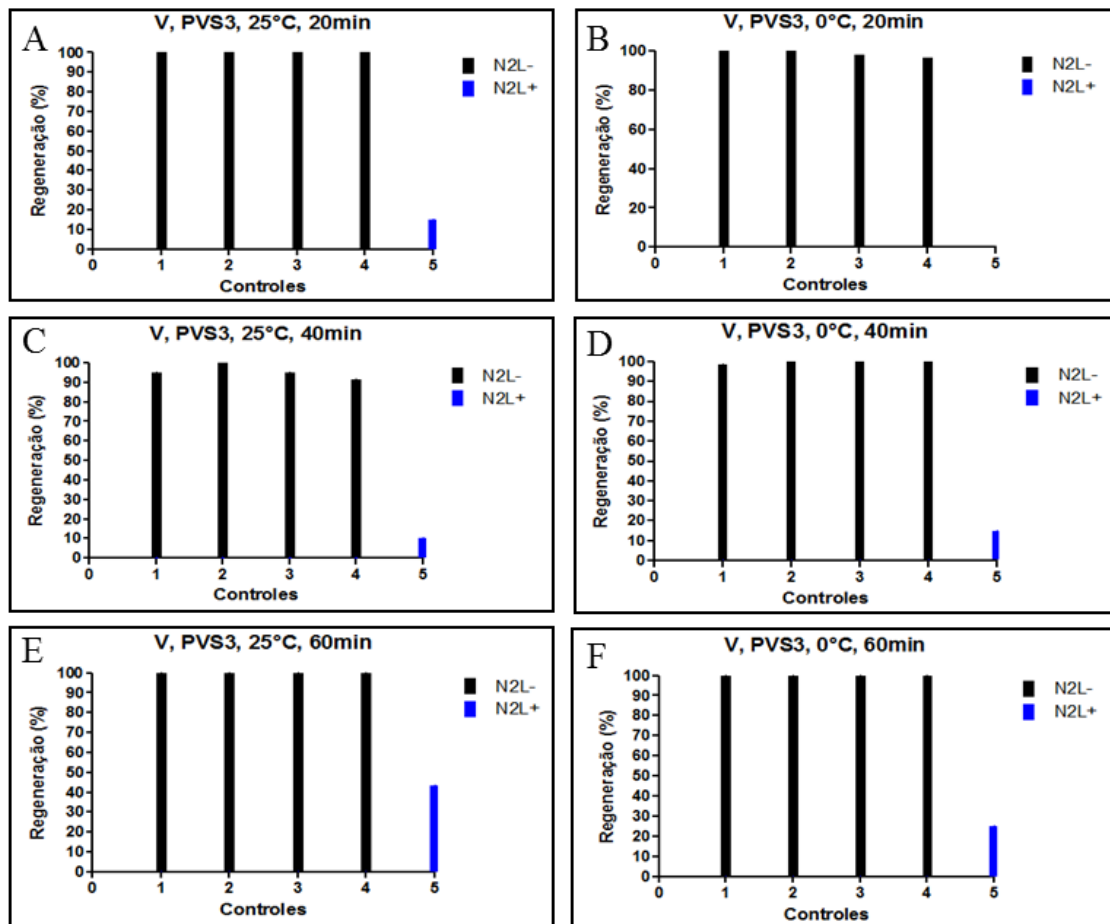 A
V, PVS3, 25°C, 20min
Regeneração (%)
100
90
80
70
60
50
40
30
20
10
0
0 1 2 3 4 5
Controles
N2L-
N2L+
B
V, PVS3, 0°C, 20min
Regeneração (%)
100
80
60
40
20
0
0 1 2 3 4 5
Controles
N2L-
N2L+
C
V, PVS3, 25°C, 40min
Regeneração (%)
100
90
80
70
60
50
40
30
20
10
0
0 1 2 3 4 5
Controles
N2L-
N2L+
D
V, PVS3, 0°C, 40min
Regeneração (%)
100
90
80
70
60
50
40
30
20
10
0
0 1 2 3 4 5
Controles
N2L-
N2L+
E
V, PVS3, 25°C, 60min
Regeneração (%)
100
90
80
70
60
50
40
30
20
10
0
0 1 2 3 4 5
Controles
N2L-
N2L+
F
V, PVS3, 0°C, 60min
Regeneração (%)
100
90
80
70
60
50
40
30
20
10
0
0 1 2 3 4 5
Controles
N2L-
N2L+